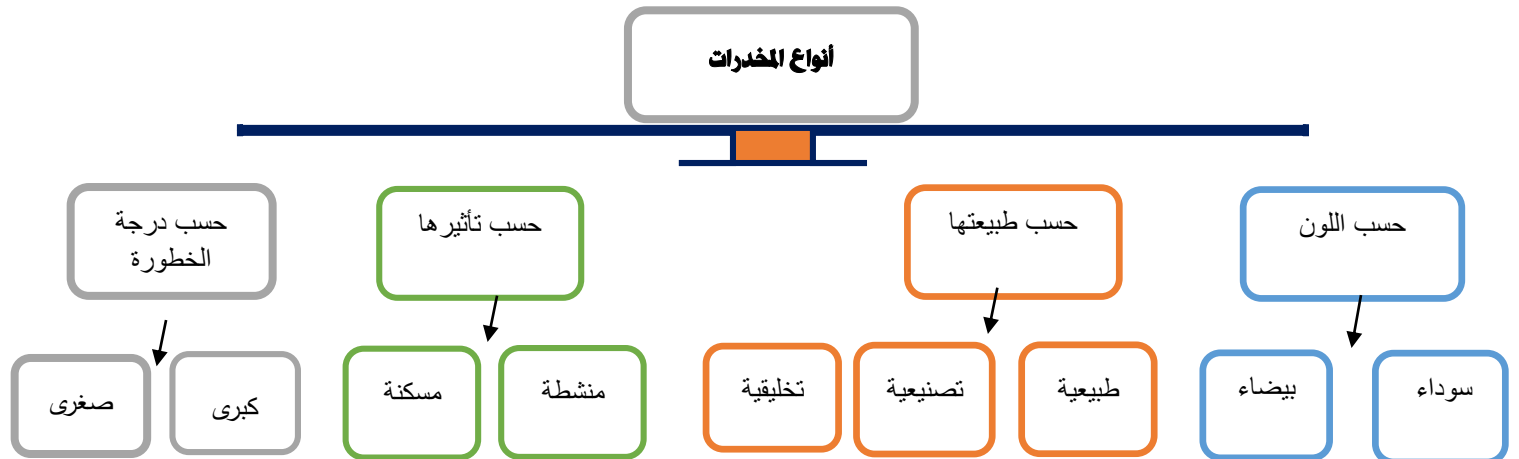 أنواع المخدرات
حسب اللون
حسب طبيعتها
حسب تأثيرها
حسب درجة
الخطورة
سوداء
بيضاء
طبيعية
تصنيعية
تخليقية
منشطة
مسكنة
كبرى
صغرى